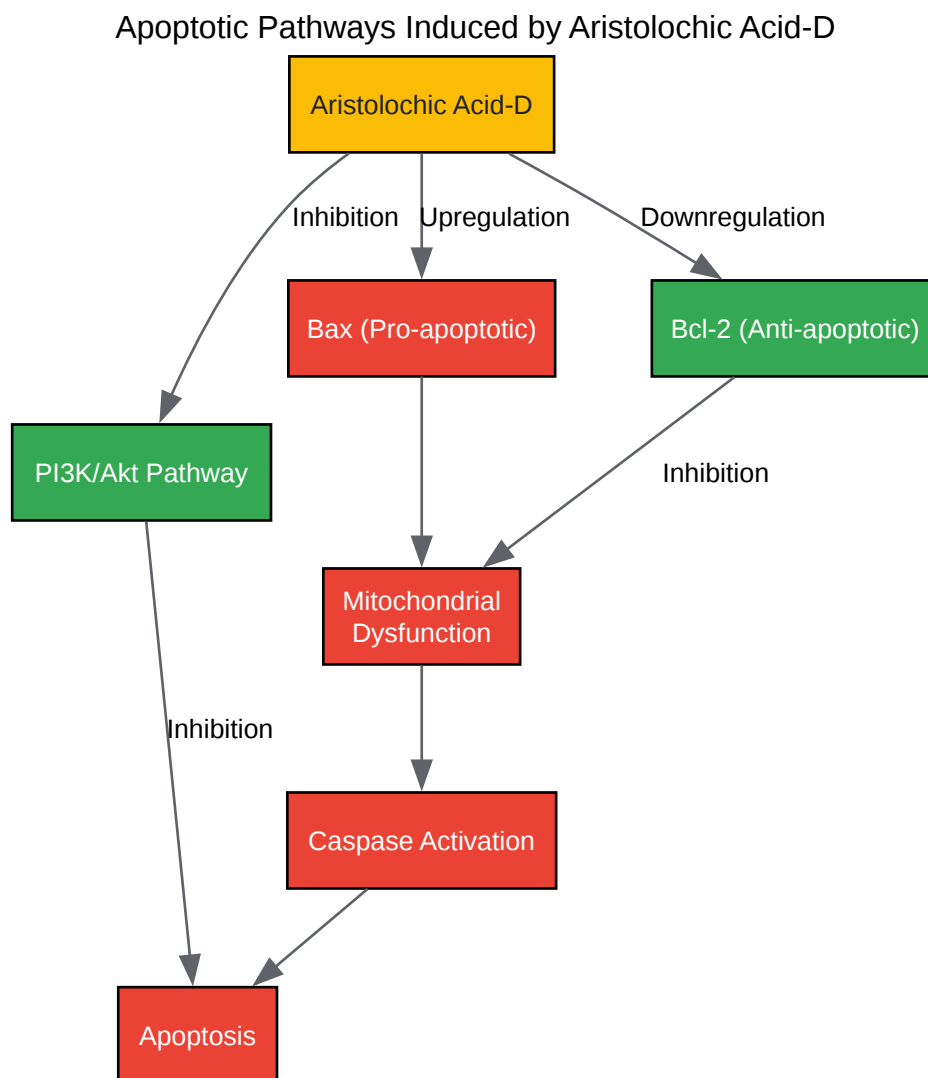 Apoptotic Pathways Induced by Aristolochic Acid-D
Aristolochic Acid-D
Inhibition
Upregulation
Downregulation
Bax (Pro-apoptotic)
Bcl-2 (Anti-apoptotic)
PI3K/Akt Pathway
Inhibition
Mitochondrial
Dysfunction
Inhibition
Caspase Activation
Apoptosis